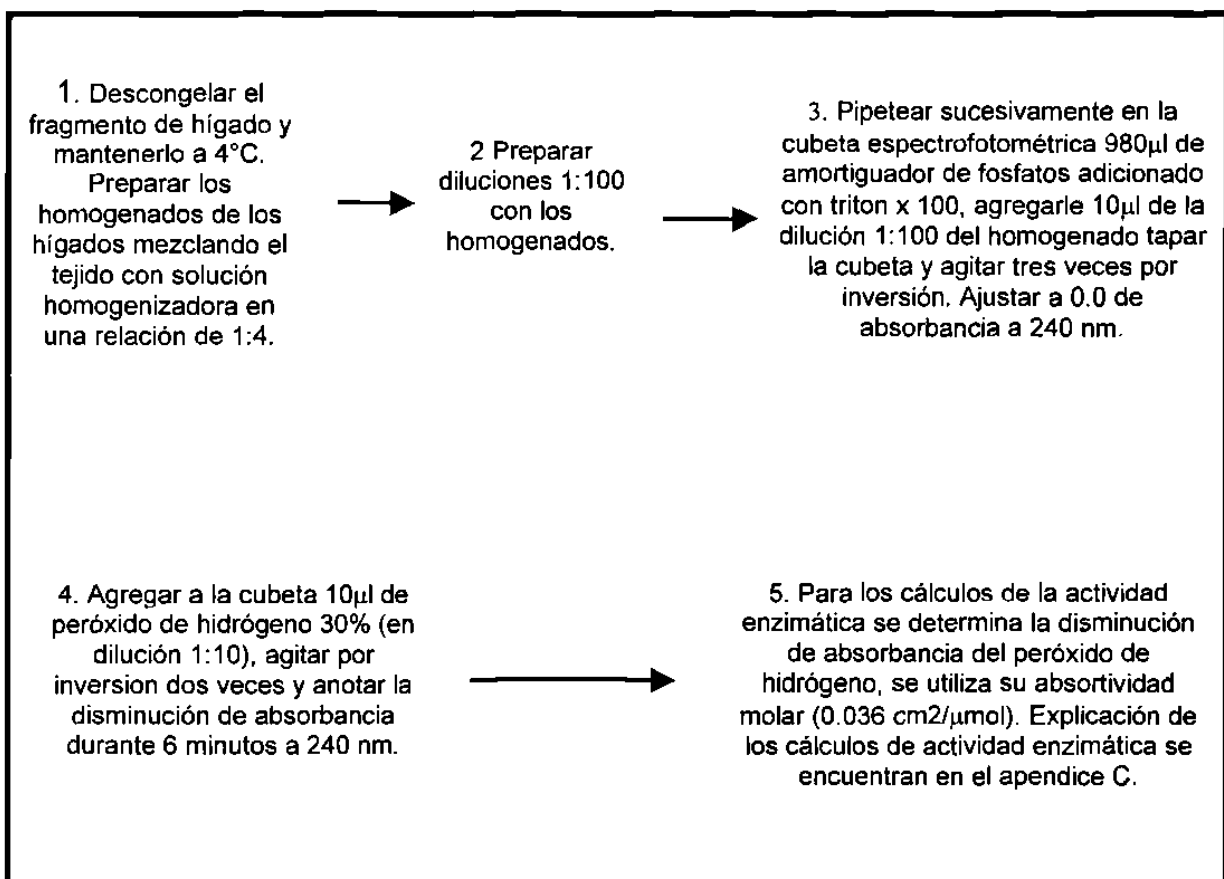 1. Descongelar el
fragmento de hígado y
mantenerlo a 4°C.
Preparar los
homogenados de los
hígados mezclando el
tejido con solución
homogenizadora en
una relación de 1:4.
2 Preparar
diluciones 1:100
con los
homogenados.
3. Pipetear sucesivamente en la
cubeta espectrofotométrica 980µl de
amortiguador de fosfatos adicionado
con triton x 100, agregarle 10µl de la
dilución 1:100 del homogenado tapar
la cubeta y agitar tres veces por
inversión. Ajustar a 0.0 de
absorbancia a 240 nm.
4. Agregar a la cubeta 10µl de
peróxido de hidrógeno 30% (en
dilución 1:10), agitar por
inversion dos veces y anotar la
disminución de absorbancia
durante 6 minutos a 240 nm.
5. Para los cálculos de la actividad
enzimática se determina la disminución
de absorbancia del peróxido de
hidrógeno, se utiliza su absortividad
molar (0.036 cm2/µmol). Explicación de
los cálculos de actividad enzimática se
encuentran en el apendice C.